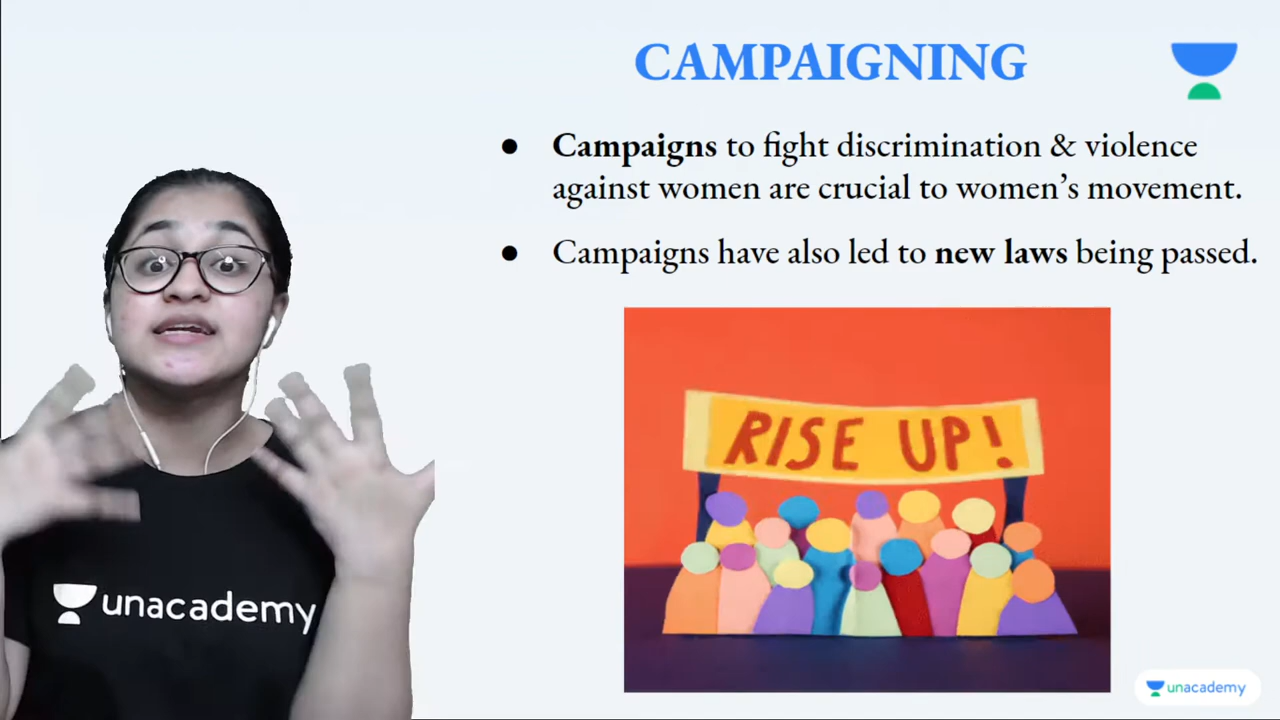 CAMPAIGNING
● Campaigns to fight discrimination & violence
against women are crucial to women’s movement.
● Campaigns have also led to new laws being passed.
RISE UP!
unacademy
unacademy